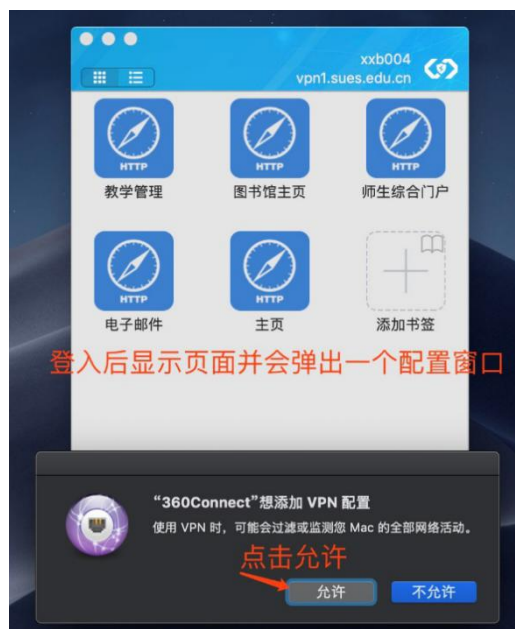 xxb004
vpn1.sues.edu.cn
HTTP
HTTP
HTTP
教学管理
图书馆主页
师生综合门户
HTTP
HTTP
电子邮件
主页
添加书签
登入后显示页面并会弹出一个配置窗口
“360Connect”想添加 VPN 配置
使用 VPN 时，可能会过滤或监测您 Mac 的全部网络活动。
点击允许
允许
不允许